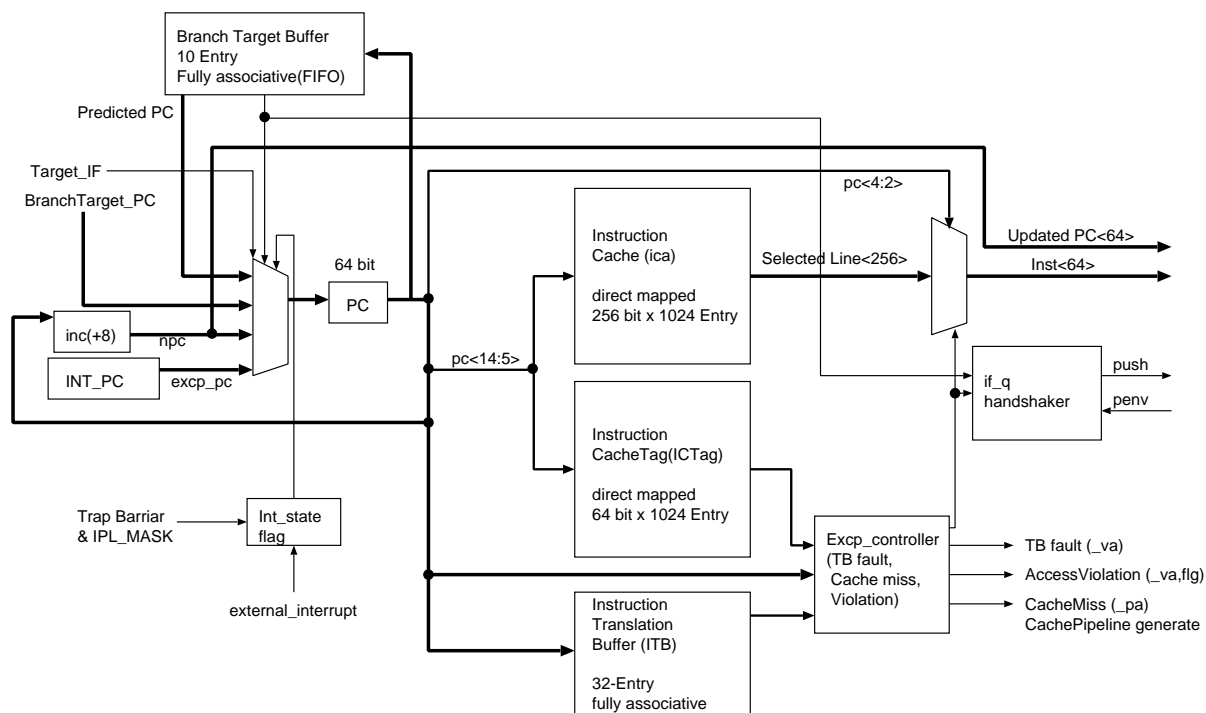 Branch Target Buffer
10 Entry
Fully associative(FIFO)
Predicted PC
Target_IF
BranchTarget_PC
inc(+8)
npc
INT_PC
excp_pc
64 bit
PC
pc<4:2>
Instruction
Cache (ica)
direct mapped
256 bit x 1024 Entry
Selected Line<256>
Updated PC<64>
Inst<64>
pc<14:5>
if_q
handshaker
push
penv
Instruction
CacheTag(ICTag)
direct mapped
64 bit x 1024 Entry
Trap Barriar
& IPL_MASK
Int_state
flag
external_interrupt
Excp_controller
(TB fault,
Cache miss,
Violation)
TB fault (_va)
AccessViolation (_va,flg)
CacheMiss (_pa)
CachePipeline generate
Instruction
Translation
Buffer (ITB)
32-Entry
fully associative